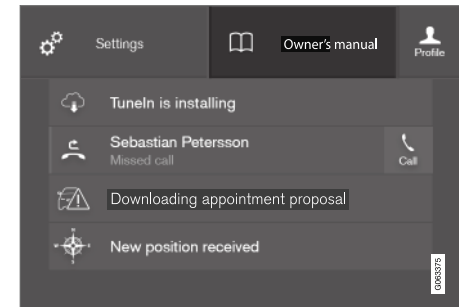 Settings
Owner's manual
Profile
TuneIn is installing
Sebastian Petersson
Missed call
Call
Downloading appointment proposal
New position received
G063375